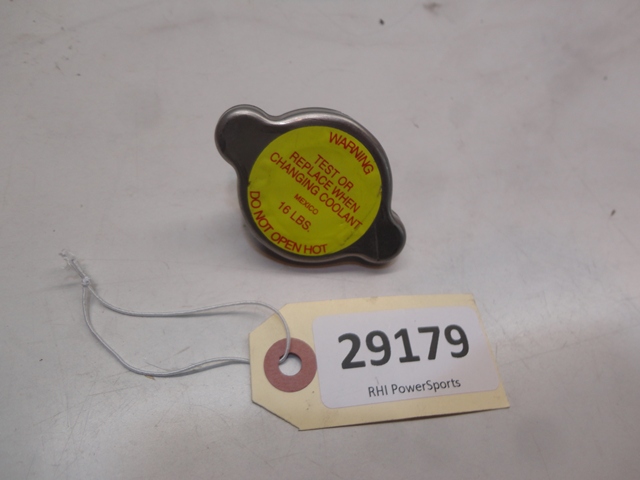 WARNING
TEST OR
REPLACE WHEN
CHANGING COOLANT
MEXICO
16 LBS.
DO NOT OPEN HOT
29179
RHI PowerSports